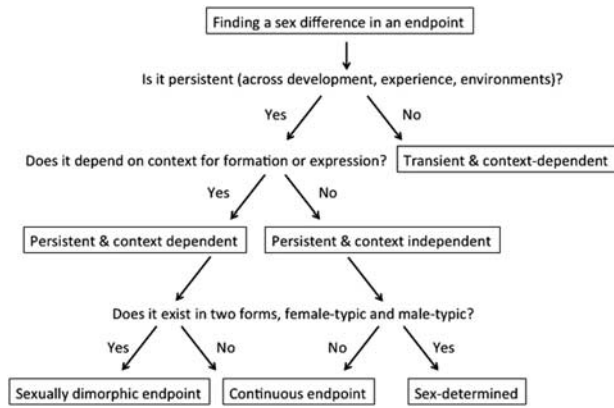 Finding a sex difference in an endpoint
Is it persistent (across development, experience, environments)?
Yes
No
Does it depend on context for formation or expression?
Transient & context-dependent
Yes
No
Persistent & context dependent
Persistent & context independent
Does it exist in two forms, female-typic and male-typic?
Yes
No
No
Yes
Sexually dimorphic endpoint
Continuous endpoint
Sex-determined